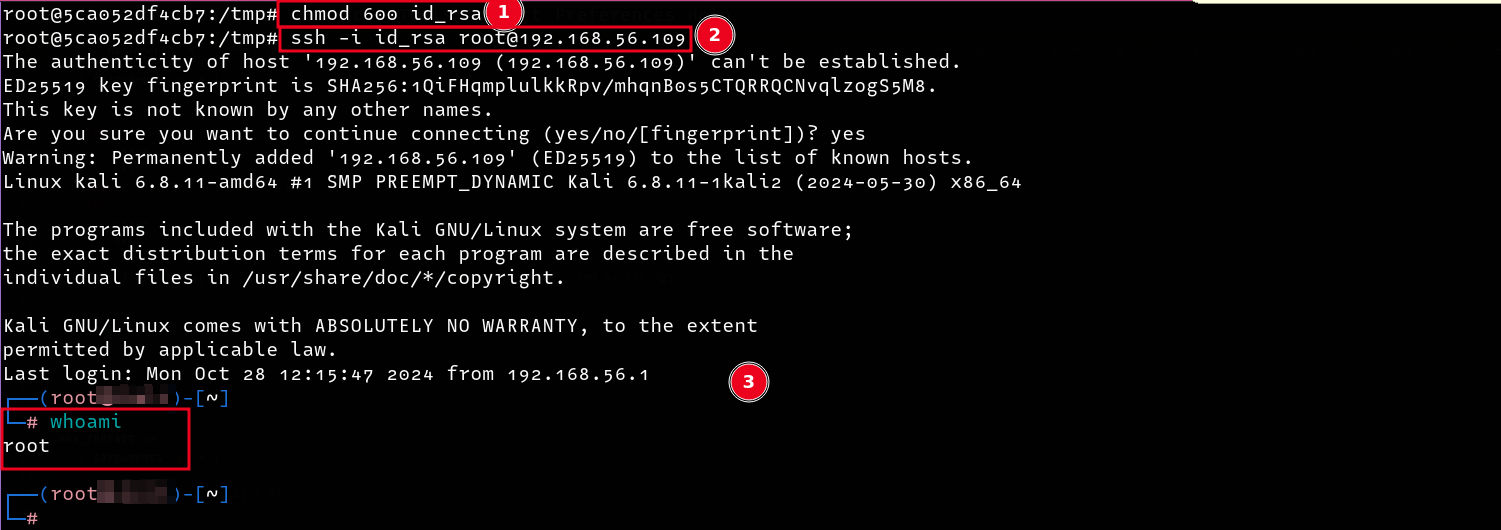 root@5ca052df4cb7:/tmp# chmod 600 id_rsa 1
root@5ca052df4cb7:/tmp# ssh -i id_rsa root@192.168.56.109 2
The authenticity of host '192.168.56.109 (192.168.56.109)' can't be established.
ED25519 key fingerprint is SHA256:1QiFHqmplulkkRpv/mhqnB0s5CTQRRQCNvqlzogS5M8.
This key is not known by any other names.
Are you sure you want to continue connecting (yes/no/[fingerprint])? yes
Warning: Permanently added '192.168.56.109' (ED25519) to the list of known hosts.
Linux kali 6.8.11-amd64 #1 SMP PREEMPT_DYNAMIC Kali 6.8.11-1kali2 (2024-05-30) x86_64
The programs included with the Kali GNU/Linux system are free software;
the exact distribution terms for each program are described in the
individual files in /usr/share/doc/*/copyright.
Kali GNU/Linux comes with ABSOLUTELY NO WARRANTY, to the extent
permitted by applicable law.
Last login: Mon Oct 28 12:15:47 2024 from 192.168.56.1
3
┌──(root )-[~]
└─# whoami
root
┌──(root )-[~]
└─#